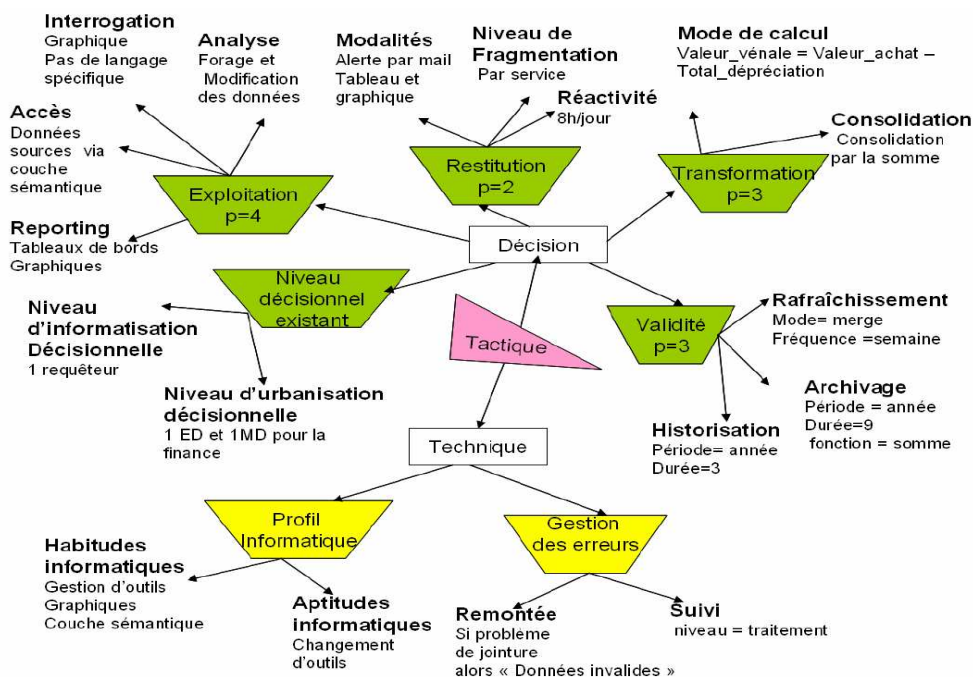 Interrogation
Graphique
Pas de langage
spécifique
Analyse
Forage et
Modification
des données
Modalités
Alerte par mail
Tableau et
graphique
Niveau de
Fragmentation
Par service
Réactivité
8h/jour
Mode de calcul
Valeur_vénale = Valeur_achat –
Total_dépréciation
Consolidation
Consolidation
par la somme
Accès
Données
sources via
couche
sémantique
Exploitation
p=4
Restitution
p=2
Transformation
p=3
Reporting
Tableaux de bords
Graphiques
Décision
Niveau
décisionnel
existant
Niveau
d'informatisation
Décisionnelle
1 requêteur
Niveau d'urbanisation
décisionnelle
1 ED et 1MD pour la
finance
Tactique
Validité
p=3
Rafraîchissement
Mode= merge
Fréquence =semaine
Archivage
Période = année
Durée=9
fonction = somme
Historisation
Période= année
Durée=3
Technique
Profil
Informatique
Gestion
des erreurs
Habitudes
informatiques
Gestion d'outils
Graphiques
Couche sémantique
Aptitudes
informatiques
Changement
d'outils
Remontée
Si problème
de jointure
alors « Données invalides »
Suivi
niveau = traitement